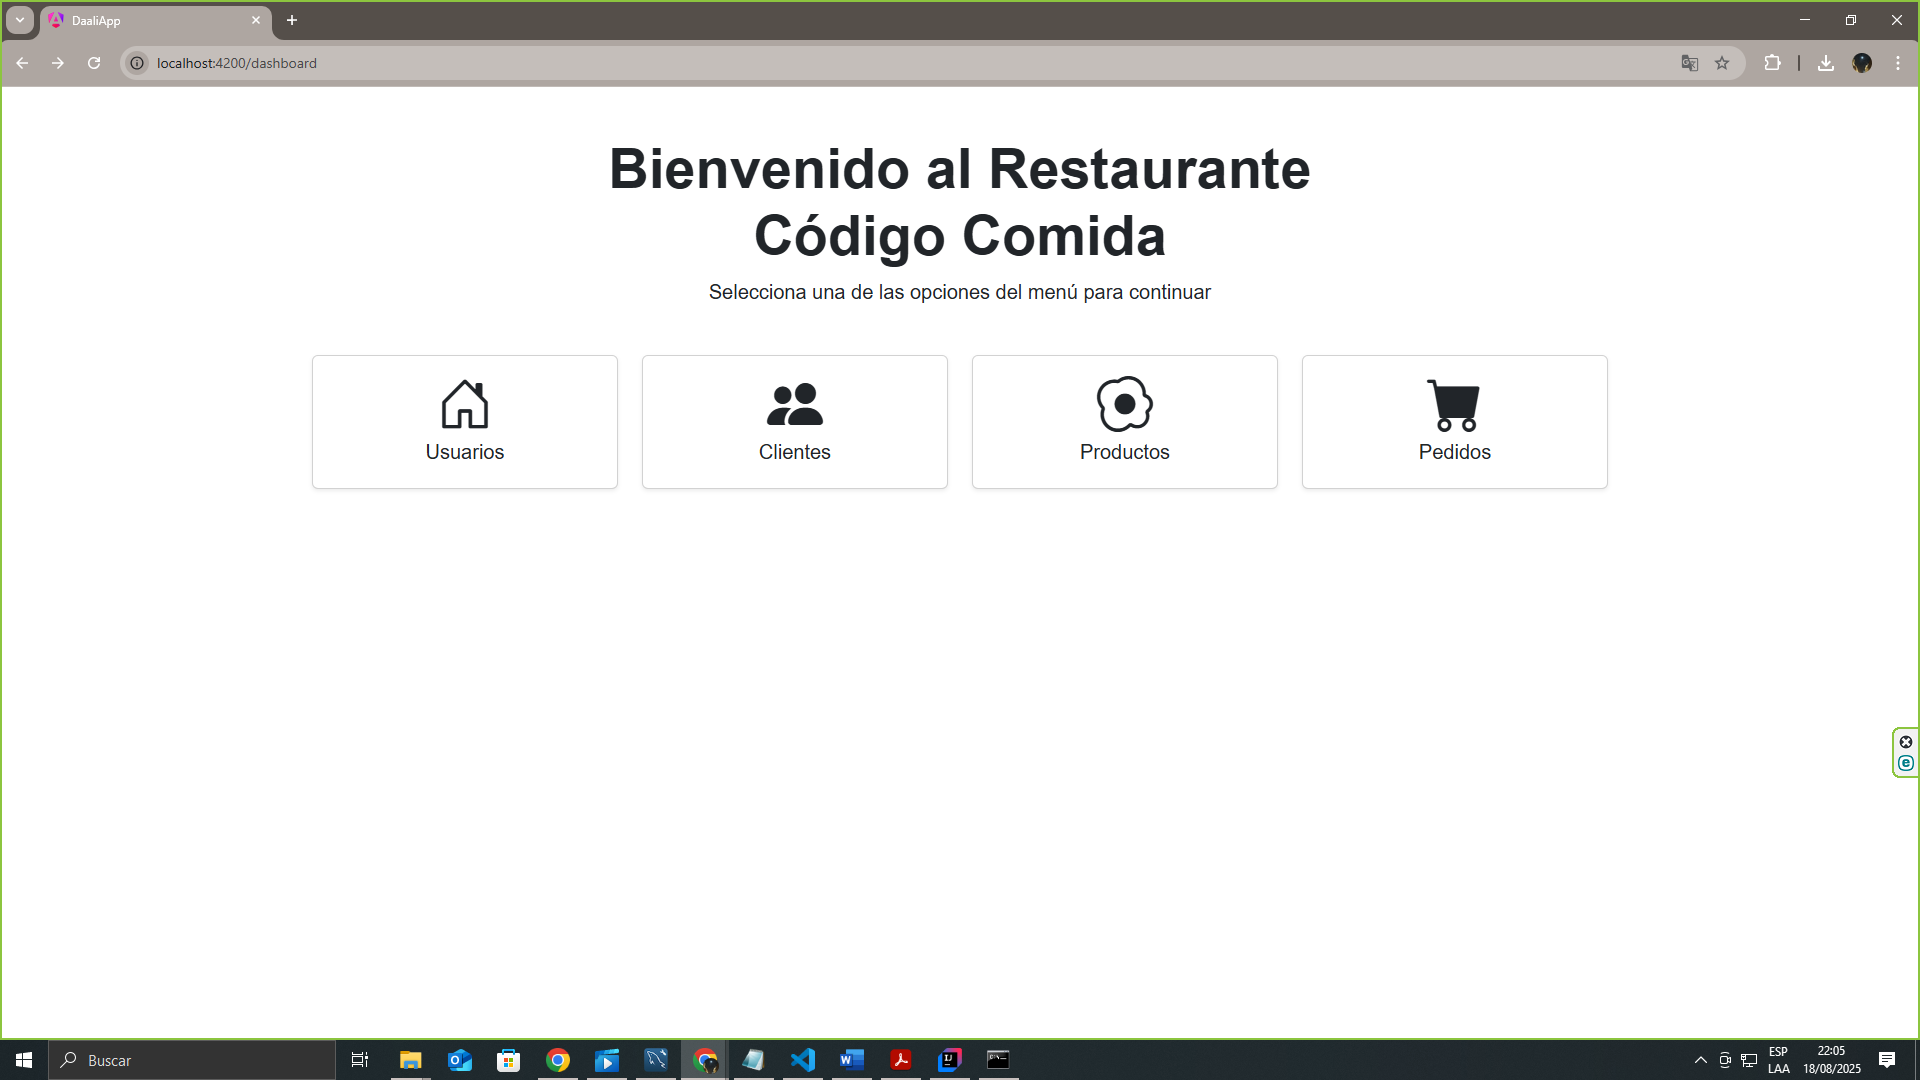 DaaliApp
localhost:4200/dashboard
Bienvenido al Restaurante
Código Comida
Selecciona una de las opciones del menú para continuar
Usuarios
Clientes
Productos
Pedidos
Buscar
ESP
LAA
22:05
18/08/2025